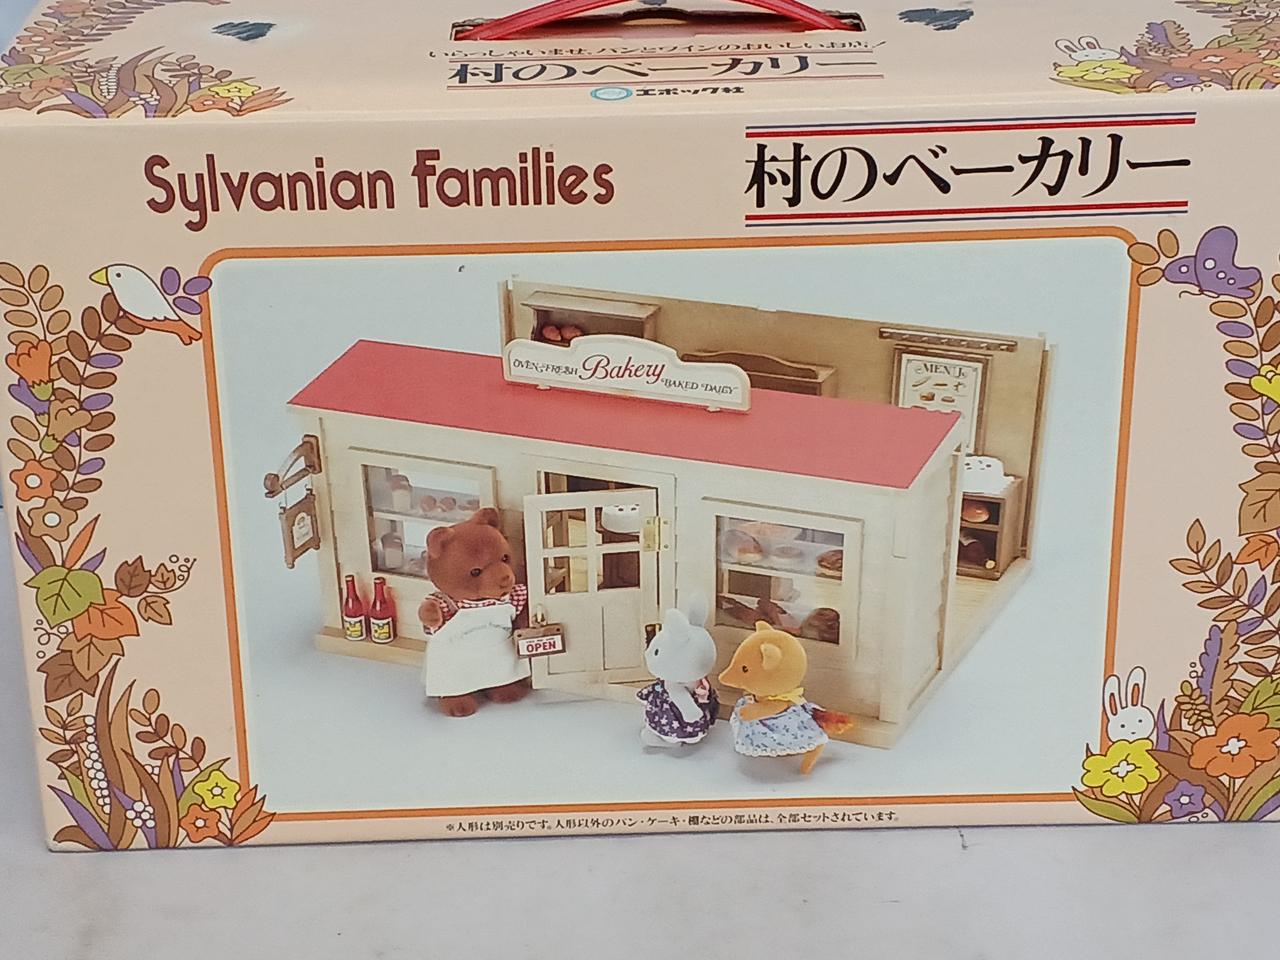 いらっしゃいませ、パンとワインのおいしいお店!
村のベーカリー
エポック社
Sylvanian Families
村のベーカリー
OVEN-FRESH Bakery BAKED DAILY
MENU
OPEN
※人形は別売りです。人形以外のパン・ケーキ・棚などの部品は、全部セットされています。